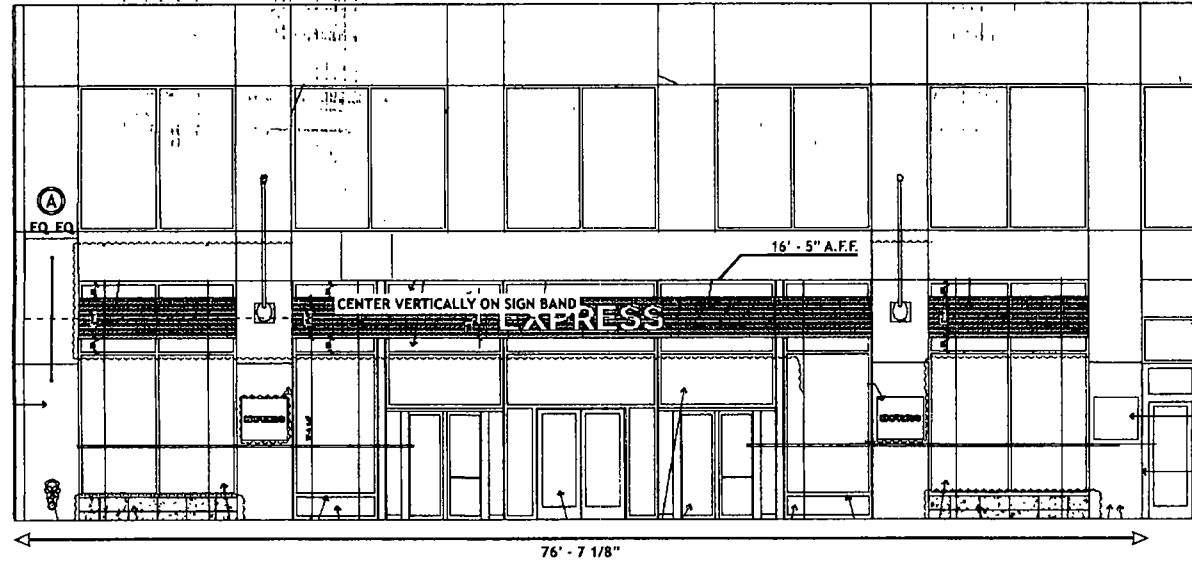 A
EQ EQ
16' - 5" A.F.F.
CENTER VERTICALLY ON SIGN BAND
EXPRESS
76' - 7 1/8"